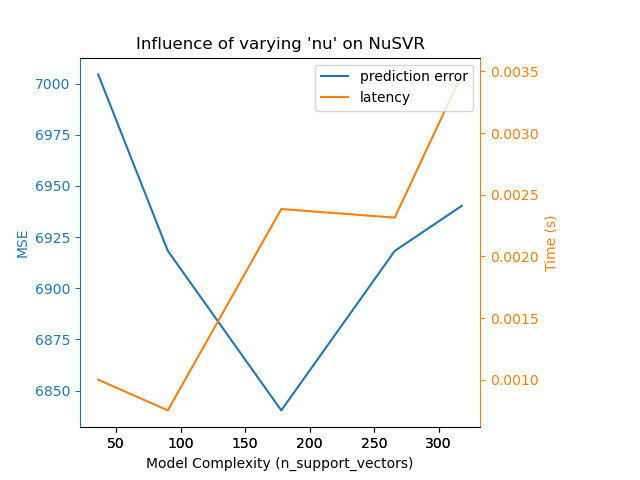 Influence of varying 'nu' on NuSVR
prediction error
latency
7000
6975
6950
6925
6900
6875
6850
MSE
0.0035
0.0030
0.0025
0.0020
0.0015
0.0010
Time (s)
50 100 150 200 250 300
Model Complexity (n_support_vectors)